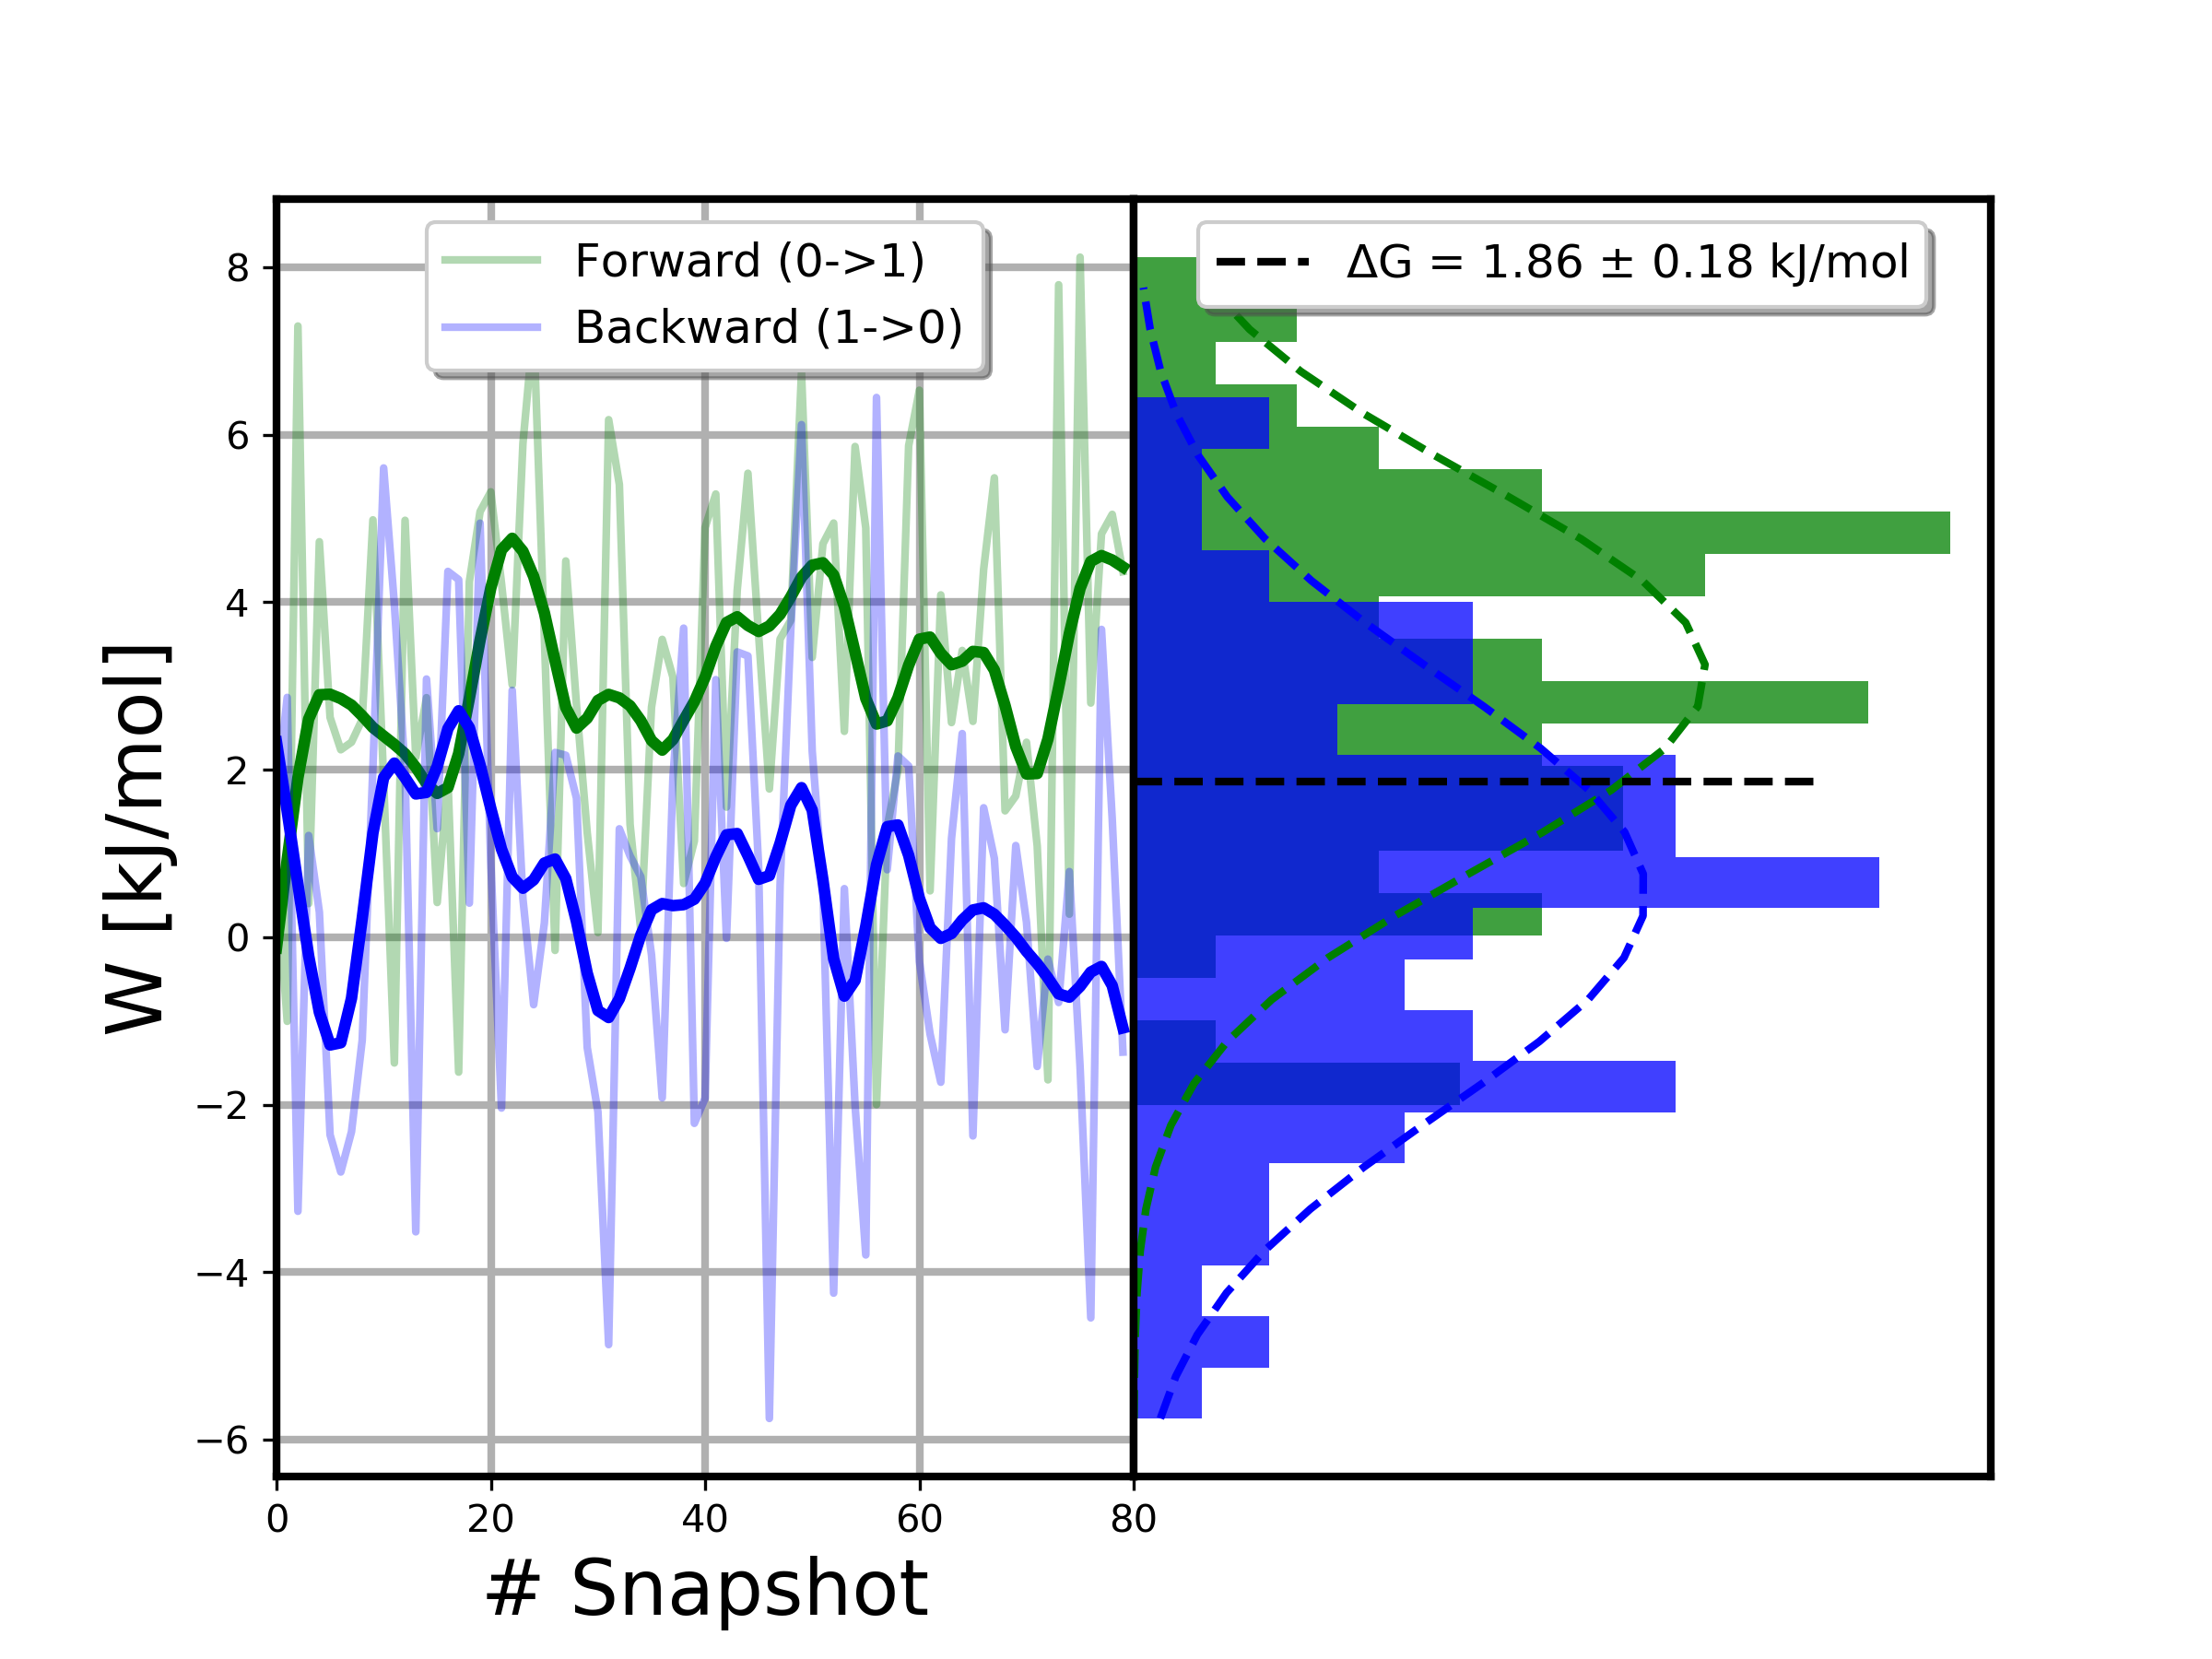 Forward (0->1)
Backward (1->0)
ΔG = 1.86 ± 0.18 kJ/mol
8
6
4
2
0
−2
−4
−6
W [kJ/mol]
0 20 40 60 80
# Snapshot